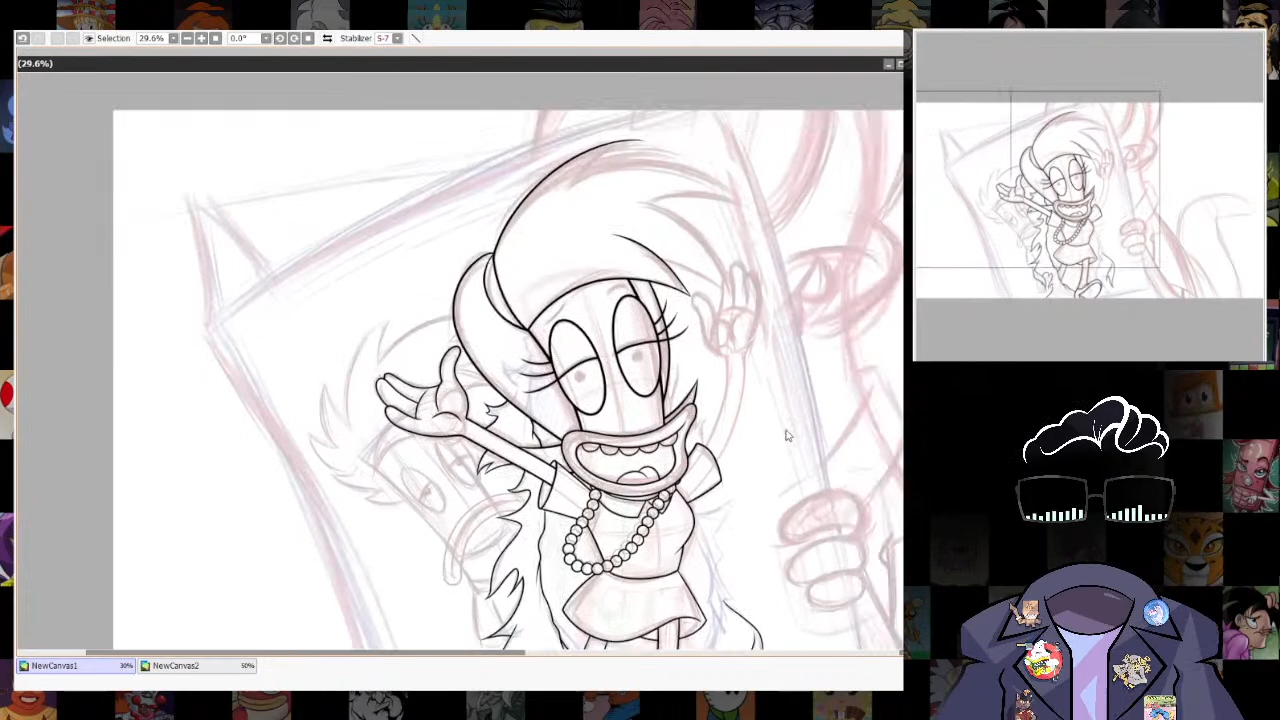 Selection 29.6% 0.0° Stabilizer S-7
(29.6%)
NewCanvas1 30% NewCanvas2 50%